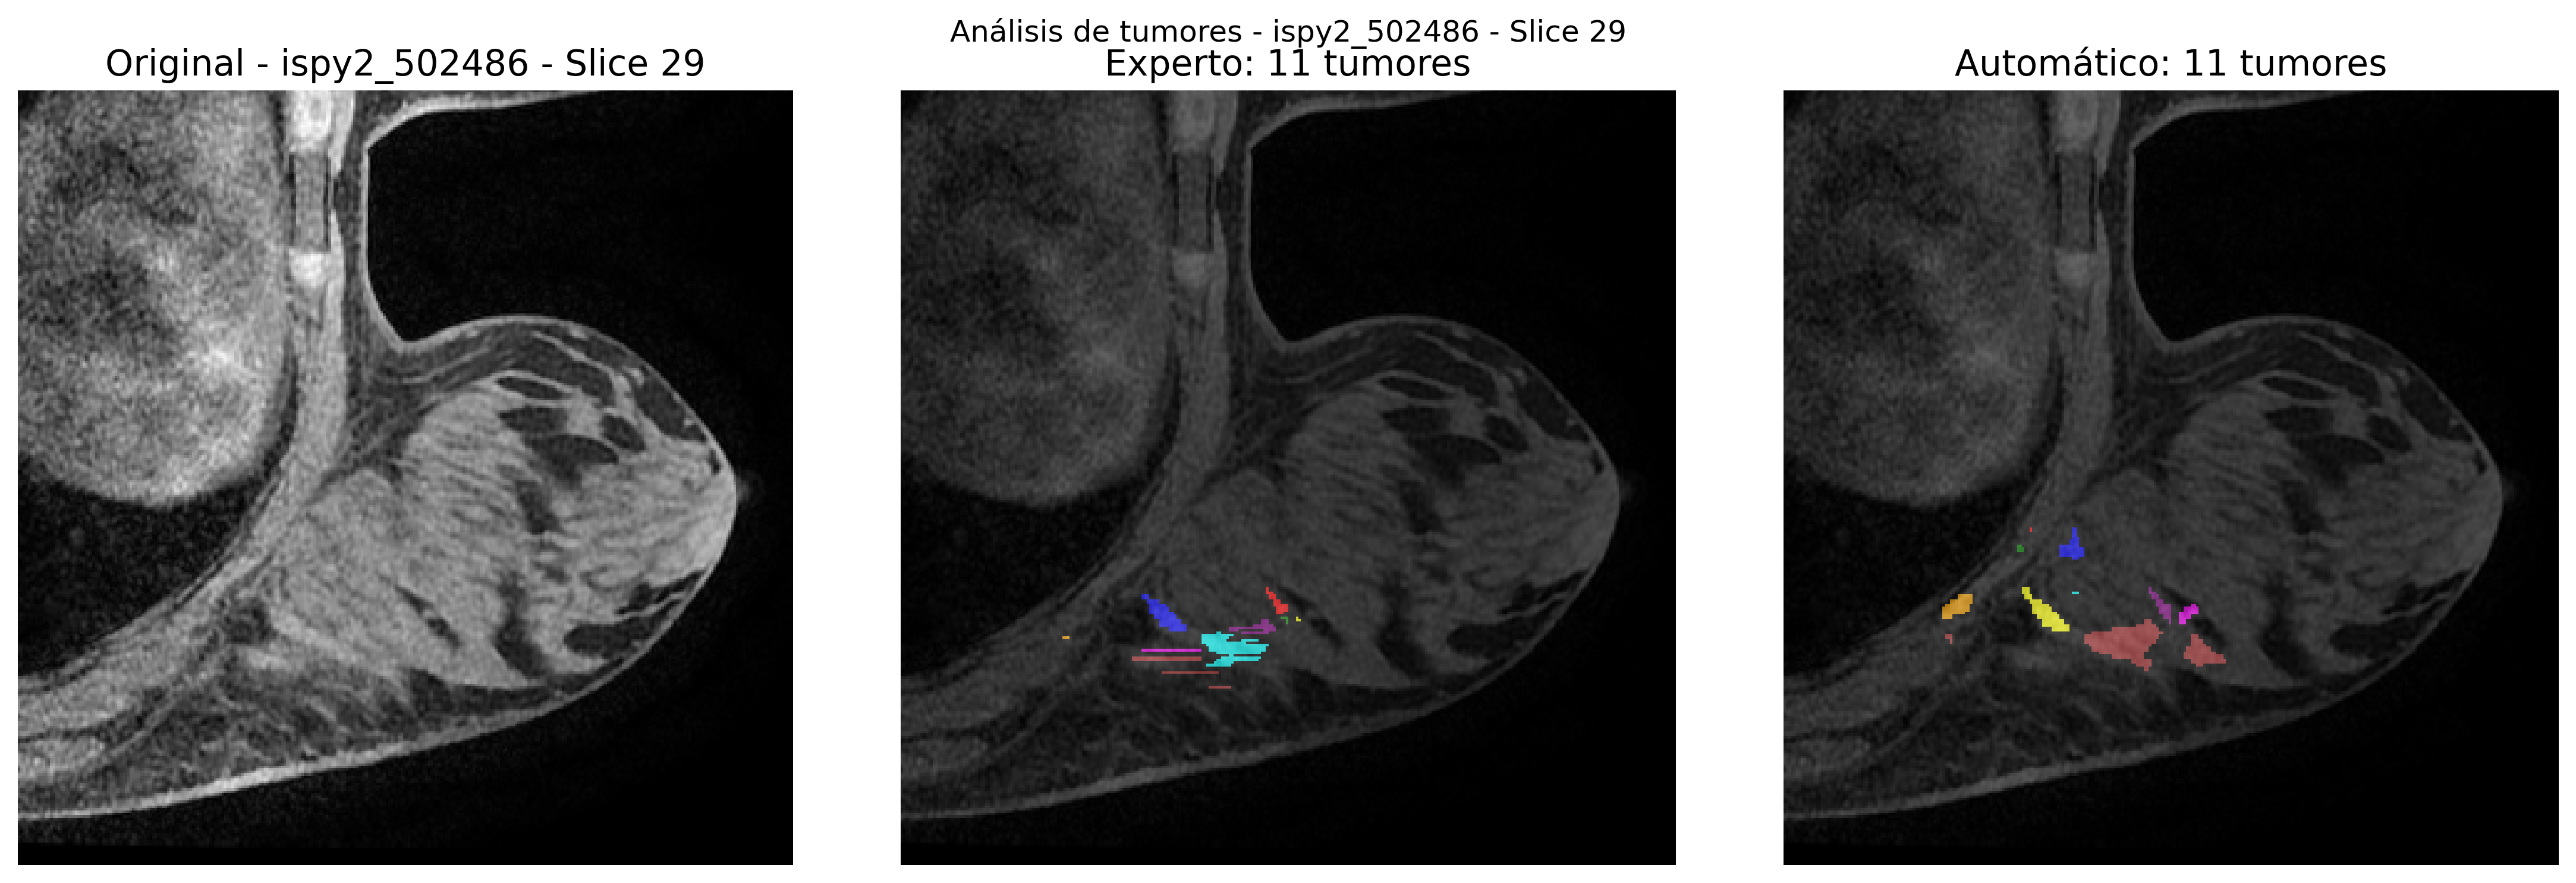 Análisis de tumores - ispy2_502486 - Slice 29
Original - ispy2_502486 - Slice 29
Experto: 11 tumores
Automático: 11 tumores